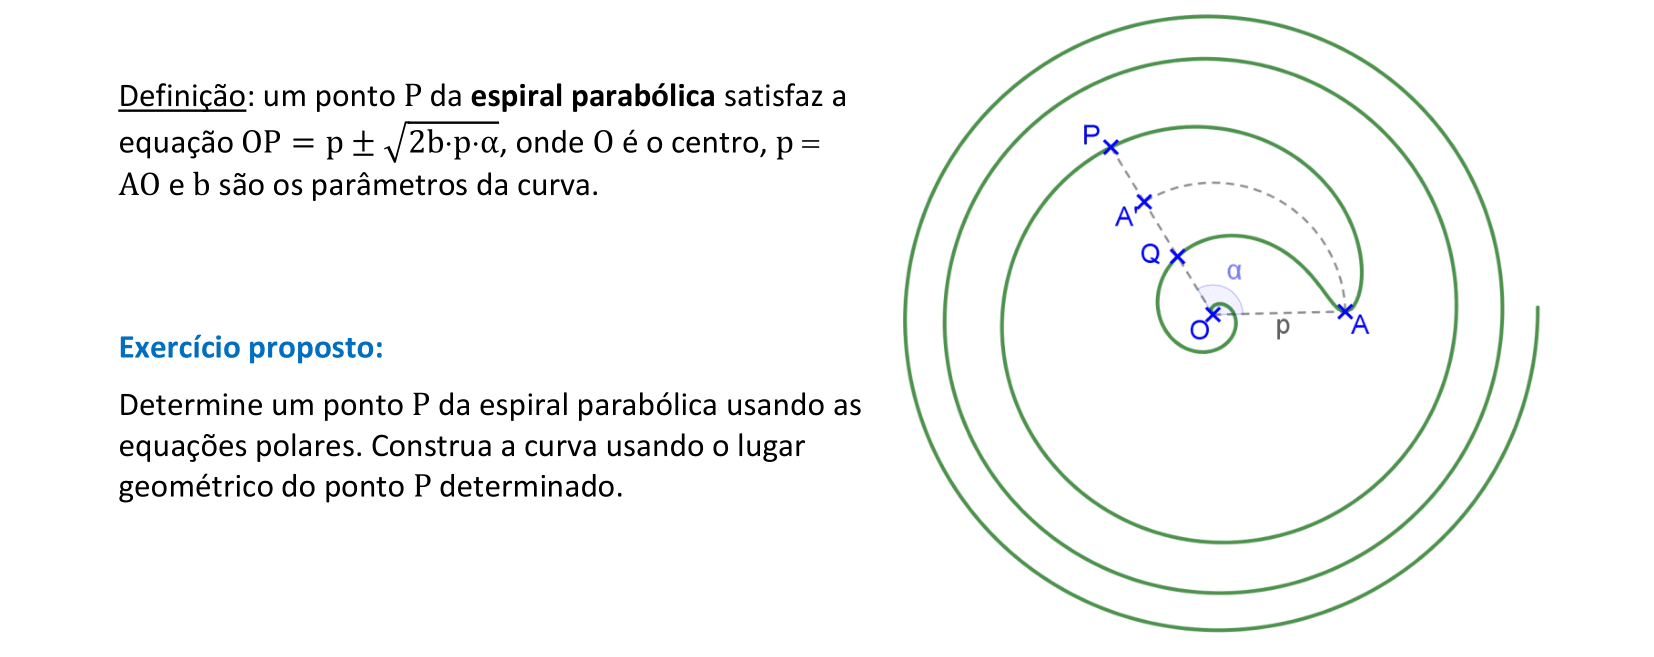 Definição: um ponto P da espiral parabólica satisfaz a
equação OP = p ± √2b·p·α, onde O é o centro, p =
AO e b são os parâmetros da curva.
Exercício proposto:
Determine um ponto P da espiral parabólica usando as
equações polares. Construa a curva usando o lugar
geométrico do ponto P determinado.
P
A'
Q
α
O
p
A